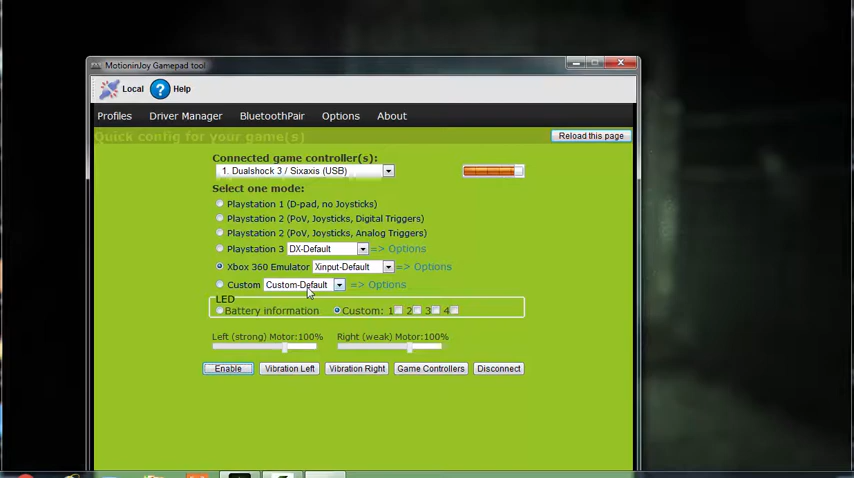 MotioninJoy Gamepad tool
Local Help
Profiles Driver Manager BluetoothPair Options About
Quick config for your game(s)
Reload this page
Connected game controller(s):
1. Dualshock 3 / Sixaxis (USB)
Select one mode:
Playstation 1 (D-pad, no Joysticks)
Playstation 2 (PoV, Joysticks, Digital Triggers)
Playstation 2 (PoV, Joysticks, Analog Triggers)
Playstation 3 DX-Default => Options
Xbox 360 Emulator Xinput-Default => Options
Custom Custom-Default => Options
LED
Battery information Custom: 1 2 3 4
Left (strong) Motor:100% Right (weak) Motor:100%
Enable Vibration Left Vibration Right Game Controllers Disconnect